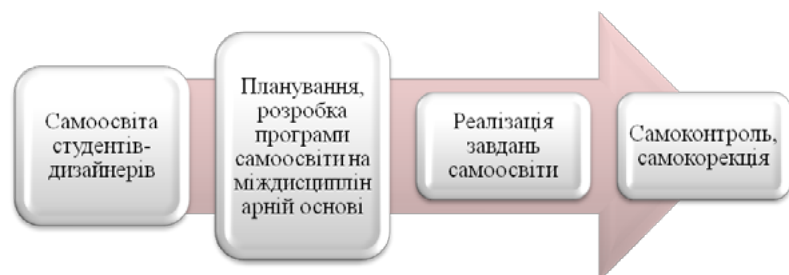 Самоосвіта
студентів-
дизайнерів
Планування,
розробка
програми
самоосвіти на
міждисциплін
арній основі
Реалізація
завдань
самоосвіти
Самоконтроль,
самокорекція